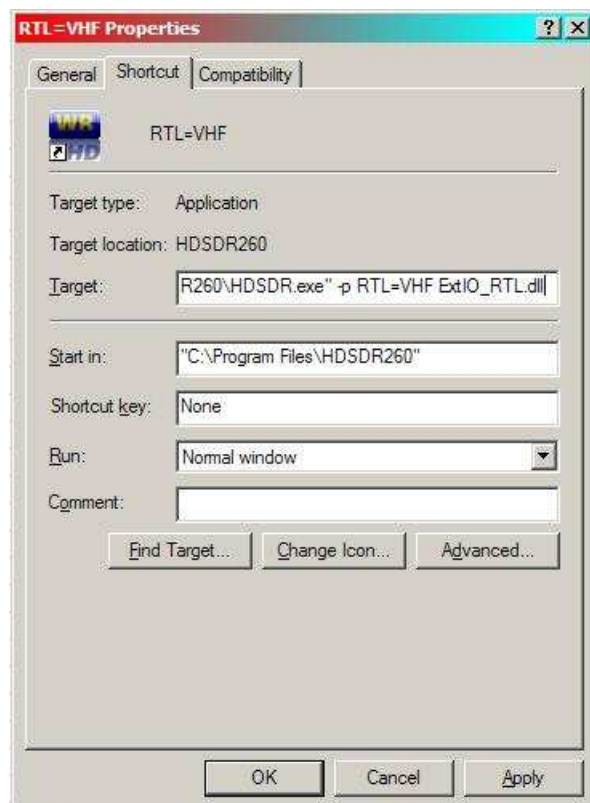 RTL=VHF Properties
General Shortcut Compatibility
WR
HD
RTL=VHF
Target type: Application
Target location: HDSDR260
Target: R260\HDSDR.exe" -p RTL=VHF ExtIO_RTL.dll
Start in: "C:\Program Files\HDSDR260"
Shortcut key: None
Run: Normal window
Comment:
Find Target... Change Icon... Advanced...
OK Cancel Apply